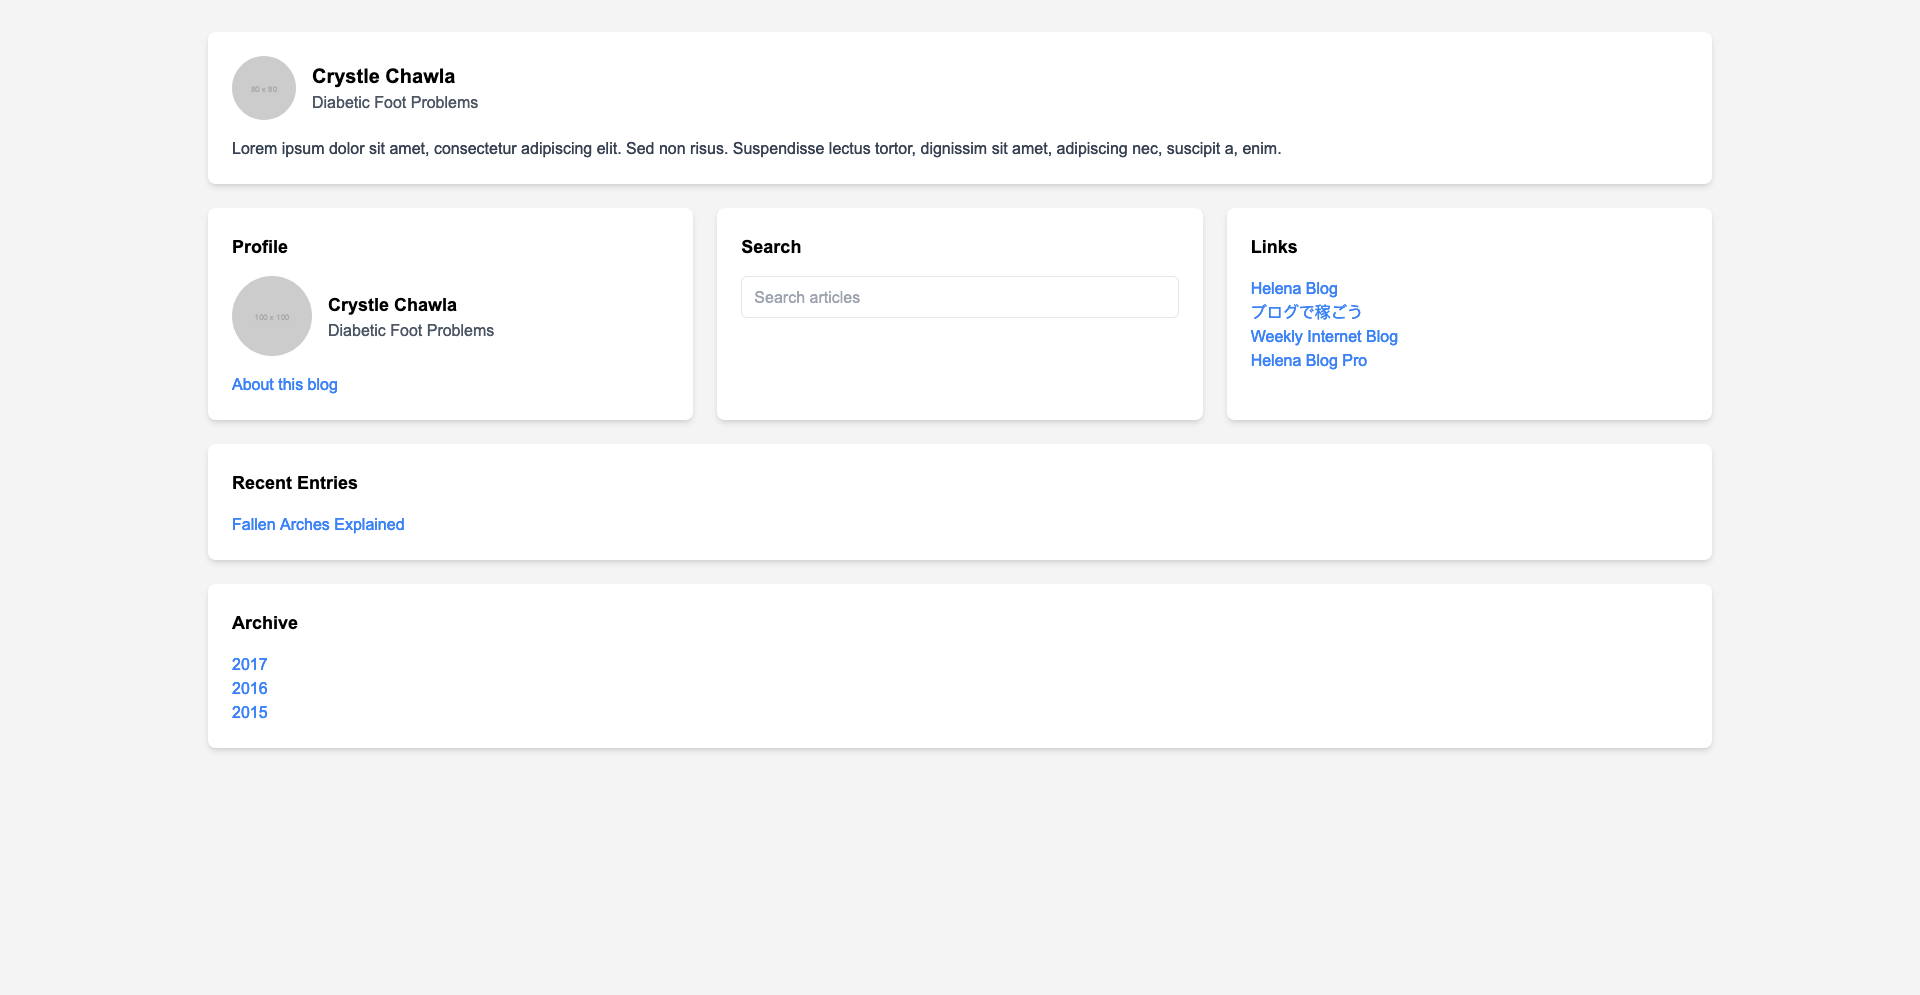 80 x 80
Crystle Chawla
Diabetic Foot Problems
Lorem ipsum dolor sit amet, consectetur adipiscing elit. Sed non risus. Suspendisse lectus tortor, dignissim sit amet, adipiscing nec, suscipit a, enim.
Profile
100 x 100
Crystle Chawla
Diabetic Foot Problems
About this blog
Search
Search articles
Links
Helena Blog
ブログで稼ごう
Weekly Internet Blog
Helena Blog Pro
Recent Entries
Fallen Arches Explained
Archive
2017
2016
2015